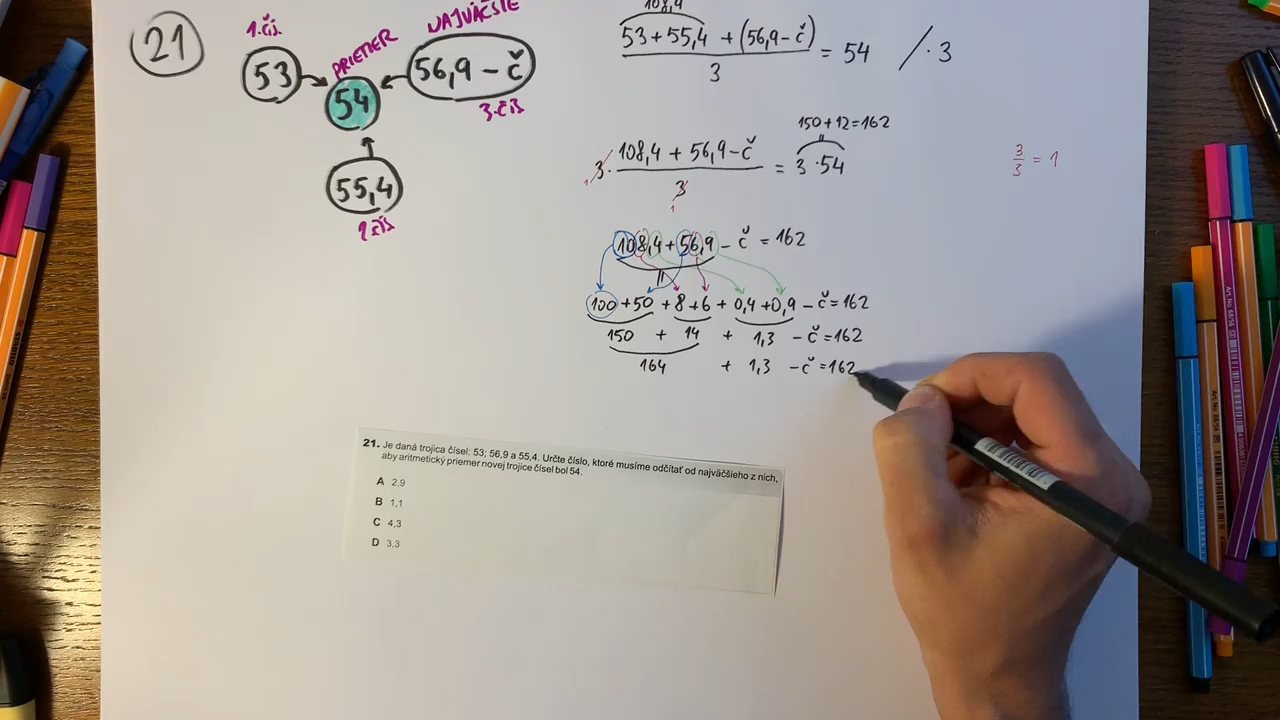 21
1.čís.
53
PRIEMER
54
NAJVÄČŠIE
56,9 - č
3.čís
55,4
2.čís
108,4
53 + 55,4 + (56,9 - č)
3
= 54 / · 3
150 + 12 = 162
3 · 108,4 + 56,9 - č
3
= 3 · 54
1
1
3
3
= 1
108,4 + 56,9 - č = 162
100 + 50 + 8 + 6 + 0,4 + 0,9 - č = 162
150 + 14 + 1,3 - č = 162
164 + 1,3 - č = 162
21. Je daná trojica čísel: 53; 56,9 a 55,4. Určte číslo, ktoré musíme odčítať od najväčšieho z nich,
aby aritmetický priemer novej trojice čísel bol 54.
A 2,9
B 1,1
C 4,3
D 3,3